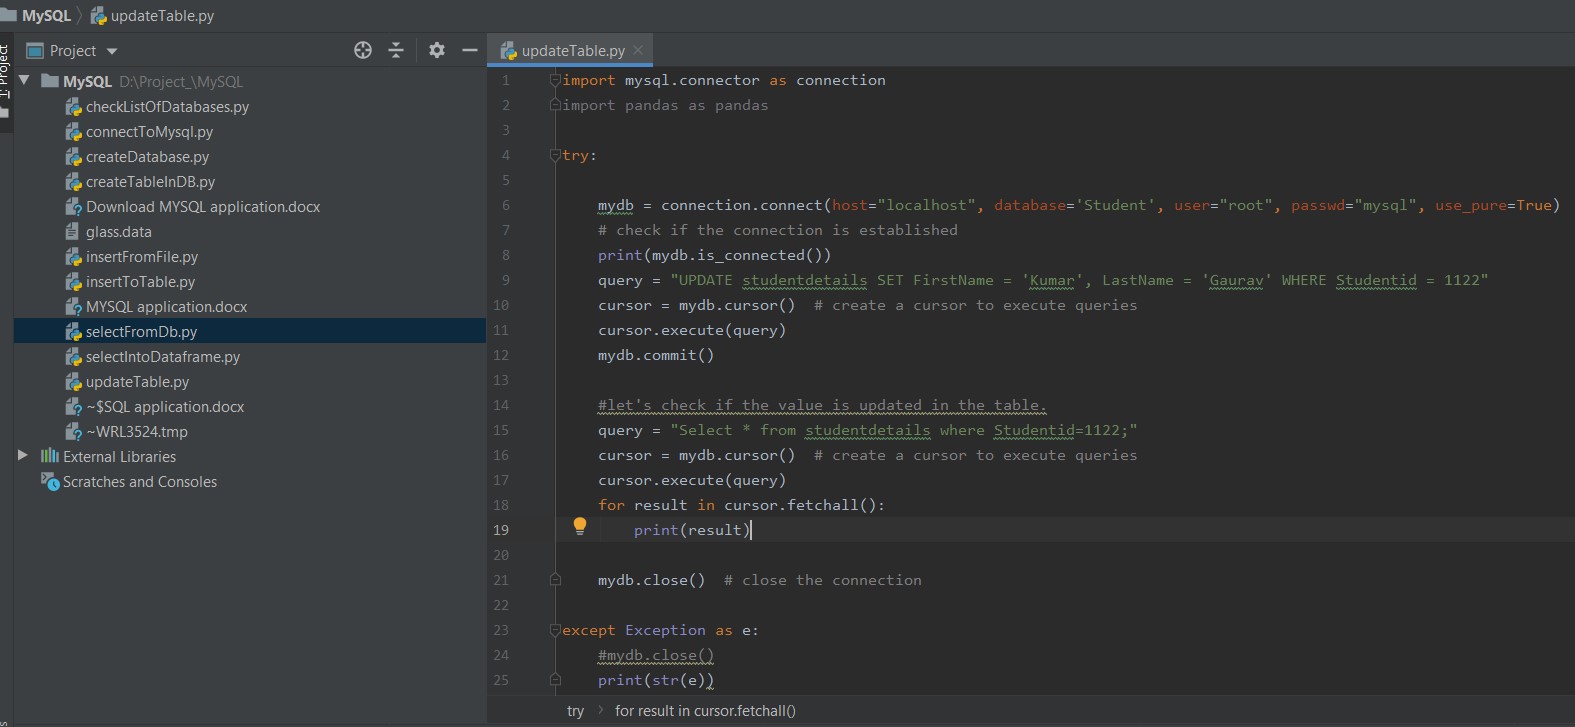 MySQL updateTable.py
1: Project
Project
MySQL D:\Project_\MySQL
checkListOfDatabases.py
connectToMysql.py
createDatabase.py
createTableInDB.py
Download MYSQL application.docx
glass.data
insertFromFile.py
insertToTable.py
MYSQL application.docx
selectFromDb.py
selectIntoDataframe.py
updateTable.py
~$SQL application.docx
~WRL3524.tmp
External Libraries
Scratches and Consoles
updateTable.py
1 import mysql.connector as connection
2 import pandas as pandas
3
4 try:
5
6 mydb = connection.connect(host="localhost", database='Student', user="root", passwd="mysql", use_pure=True)
7 # check if the connection is established
8 print(mydb.is_connected())
9 query = "UPDATE studentdetails SET FirstName = 'Kumar', LastName = 'Gaurav' WHERE Studentid = 1122"
10 cursor = mydb.cursor()  # create a cursor to execute queries
11 cursor.execute(query)
12 mydb.commit()
13
14 #let's check if the value is updated in the table.
15 query = "Select * from studentdetails where Studentid=1122;"
16 cursor = mydb.cursor()  # create a cursor to execute queries
17 cursor.execute(query)
18 for result in cursor.fetchall():
19 print(result)
20
21 mydb.close()  # close the connection
22
23 except Exception as e:
24 #mydb.close()
25 print(str(e))
try › for result in cursor.fetchall()